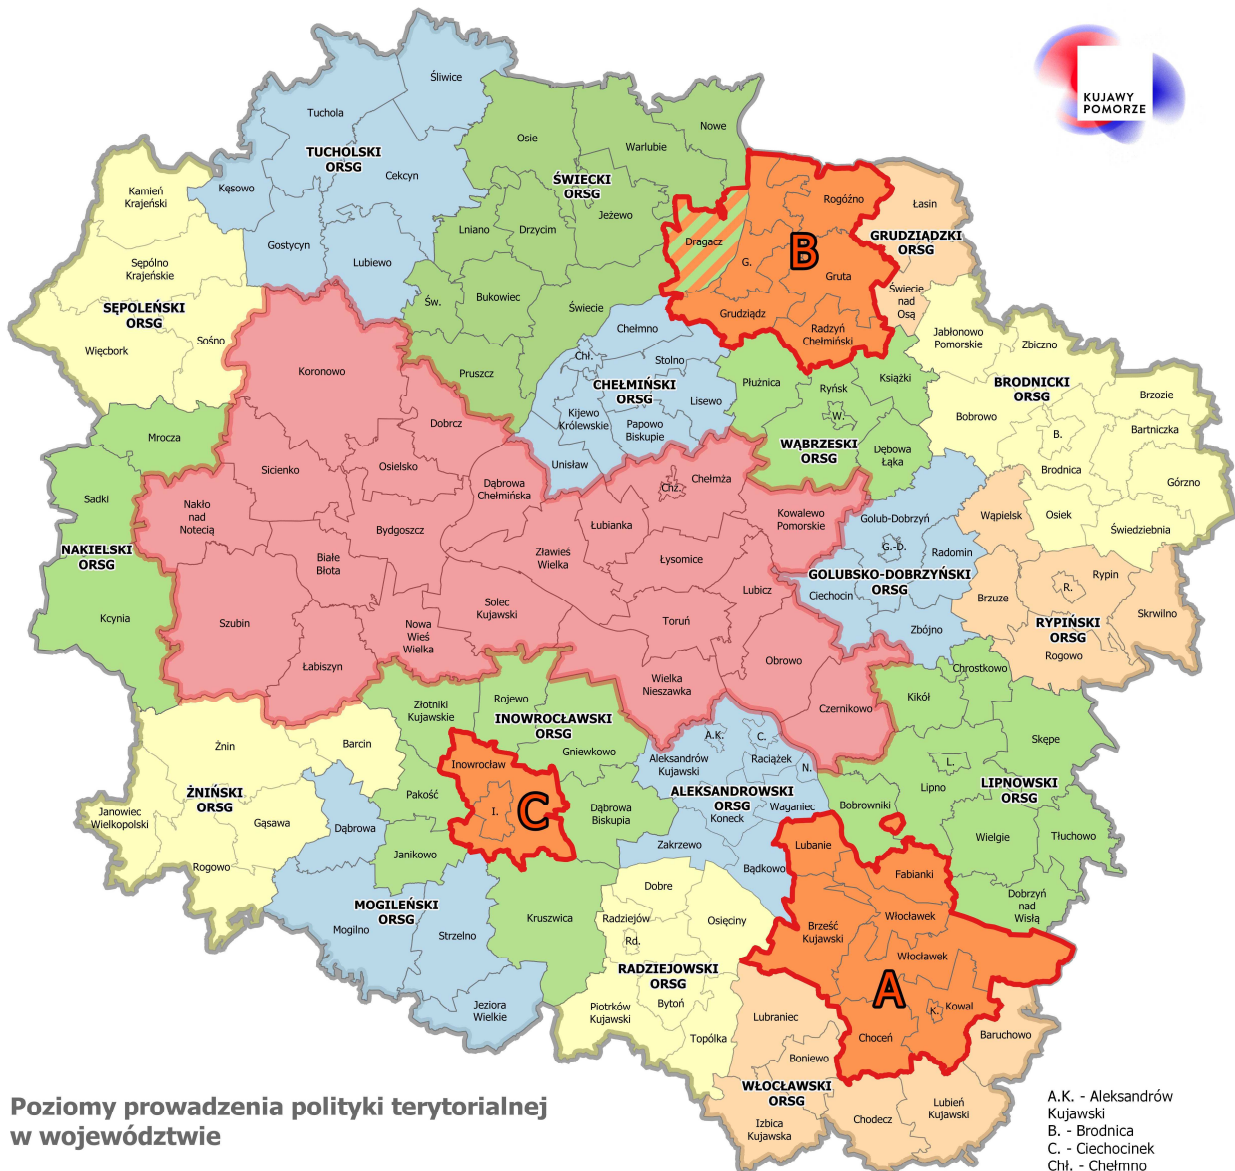 KUJAWY
POMORZE
Śliwice
Tuchola
TUCHOLSKI
ORSG
Cekcyn
Kęsowo
Gostycyn
Lubiewo
Osie
Warlubie
Nowe
ŚWIECKI
ORSG
Jeżewo
Lniano
Drzycim
Bukowiec
Św.
Świecie
Pruszcz
Dragacz
Rogóźno
B
G.
Gruta
Grudziądz
Radzyń
Chełmiński
Łasin
GRUDZIĄDZKI
ORSG
Świecie
nad
Osą
Kamień
Krajeński
Sępólno
Krajeńskie
SĘPOLEŃSKI
ORSG
Więcbork
Sośno
Koronowo
Dobrcz
Sicienko
Osielsko
Dąbrowa
Chełmińska
Nakło
nad
Notecią
Bydgoszcz
Białe
Błota
Zławieś
Wielka
Szubin
Łabiszyn
Nowa
Wieś
Wielka
Solec
Kujawski
Chełmża
Chż.
Łubianka
Łysomice
Kowalewo
Pomorskie
Lubicz
Toruń
Obrowo
Wielka
Nieszawka
Czernikowo
Chełmno
Chł.
Stolno
CHEŁMIŃSKI
ORSG
Lisewo
Kijewo
Królewskie
Papowo
Biskupie
Unisław
Płużnica
Ryńsk
Książki
W.
WĄBRZESKI
ORSG
Dębowa
Łąka
Jabłonowo
Pomorskie
Zbiczno
BRODNICKI
ORSG
Brzozie
Bobrowo
B.
Bartniczka
Brodnica
Górzno
Osiek
Świedziebnia
Mrocza
Sadki
NAKIELSKI
ORSG
Kcynia
Golub-Dobrzyń
G.-D.
Radomin
GOLUBSKO-DOBRZYŃSKI
ORSG
Ciechocin
Zbójno
Wąpielsk
Rypin
R.
Brzuze
Skrwilno
RYPIŃSKI
ORSG
Rogowo
Chrostkowo
Kikół
Skępe
L.
Lipno
LIPNOWSKI
ORSG
Bobrowniki
Wielgie
Tłuchowo
Dobrzyń
nad
Wisłą
Złotniki
Kujawskie
Rojewo
INOWROCŁAWSKI
ORSG
Gniewkowo
Inowrocław
I.
C
Pakość
Dąbrowa
Biskupia
Janikowo
Kruszwica
A.K.
C.
Aleksandrów
Kujawski
Raciążek
N.
ALEKSANDROWSKI
ORSG
Waganiec
Koneck
Zakrzewo
Bądkowo
Żnin
Barcin
ŻNIŃSKI
ORSG
Janowiec
Wielkopolski
Gąsawa
Rogowo
Dąbrowa
MOGILEŃSKI
ORSG
Mogilno
Strzelno
Jeziora
Wielkie
Dobre
Radziejów
Osięciny
Rd.
RADZIEJOWSKI
ORSG
Bytoń
Piotrków
Kujawski
Topólka
Lubanie
Fabianki
Brześć
Kujawski
Włocławek
Włocławek
A
K.
Kowal
Choceń
Lubraniec
Baruchowo
Boniewo
WŁOCŁAWSKI
ORSG
Izbica
Kujawska
Chodecz
Lubień
Kujawski
Poziomy prowadzenia polityki terytorialnej
w województwie
A.K. - Aleksandrów
Kujawski
B. - Brodnica
C. - Ciechocinek
Chł. - Chełmno